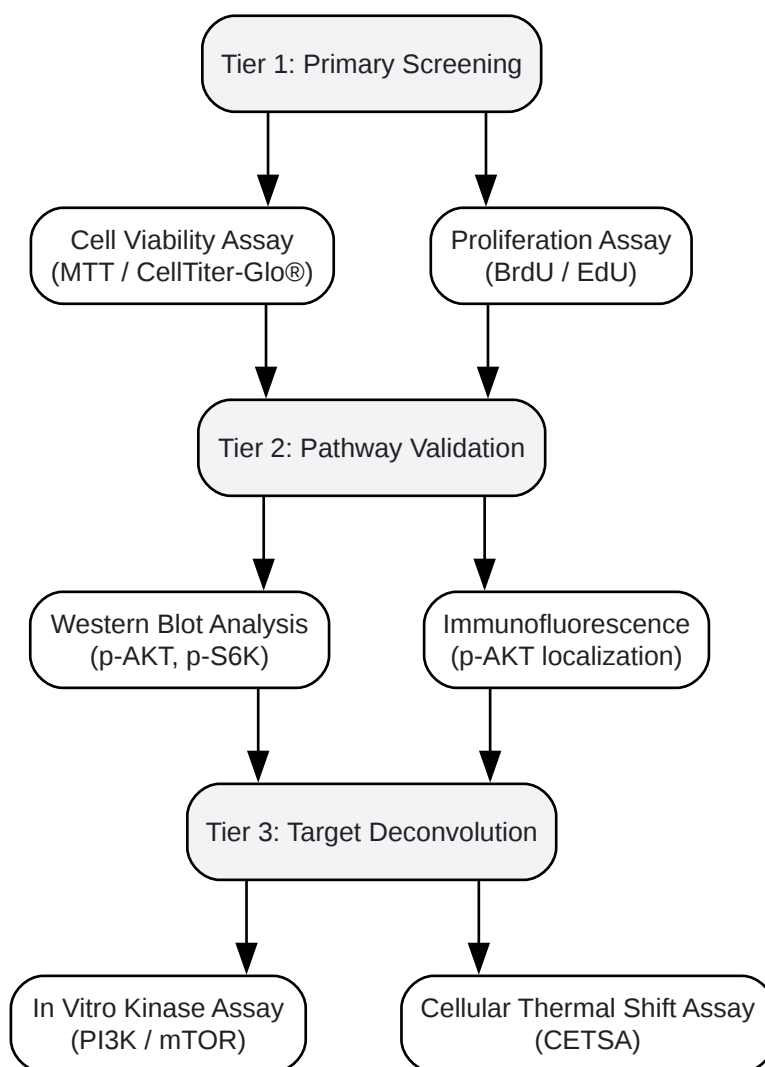 Tier 1: Primary Screening
Cell Viability Assay
(MTT / CellTiter-Glo®)
Proliferation Assay
(BrdU / EdU)
Tier 2: Pathway Validation
Western Blot Analysis
(p-AKT, p-S6K)
Immunofluorescence
(p-AKT localization)
Tier 3: Target Deconvolution
In Vitro Kinase Assay
(PI3K / mTOR)
Cellular Thermal Shift Assay
(CETSA)